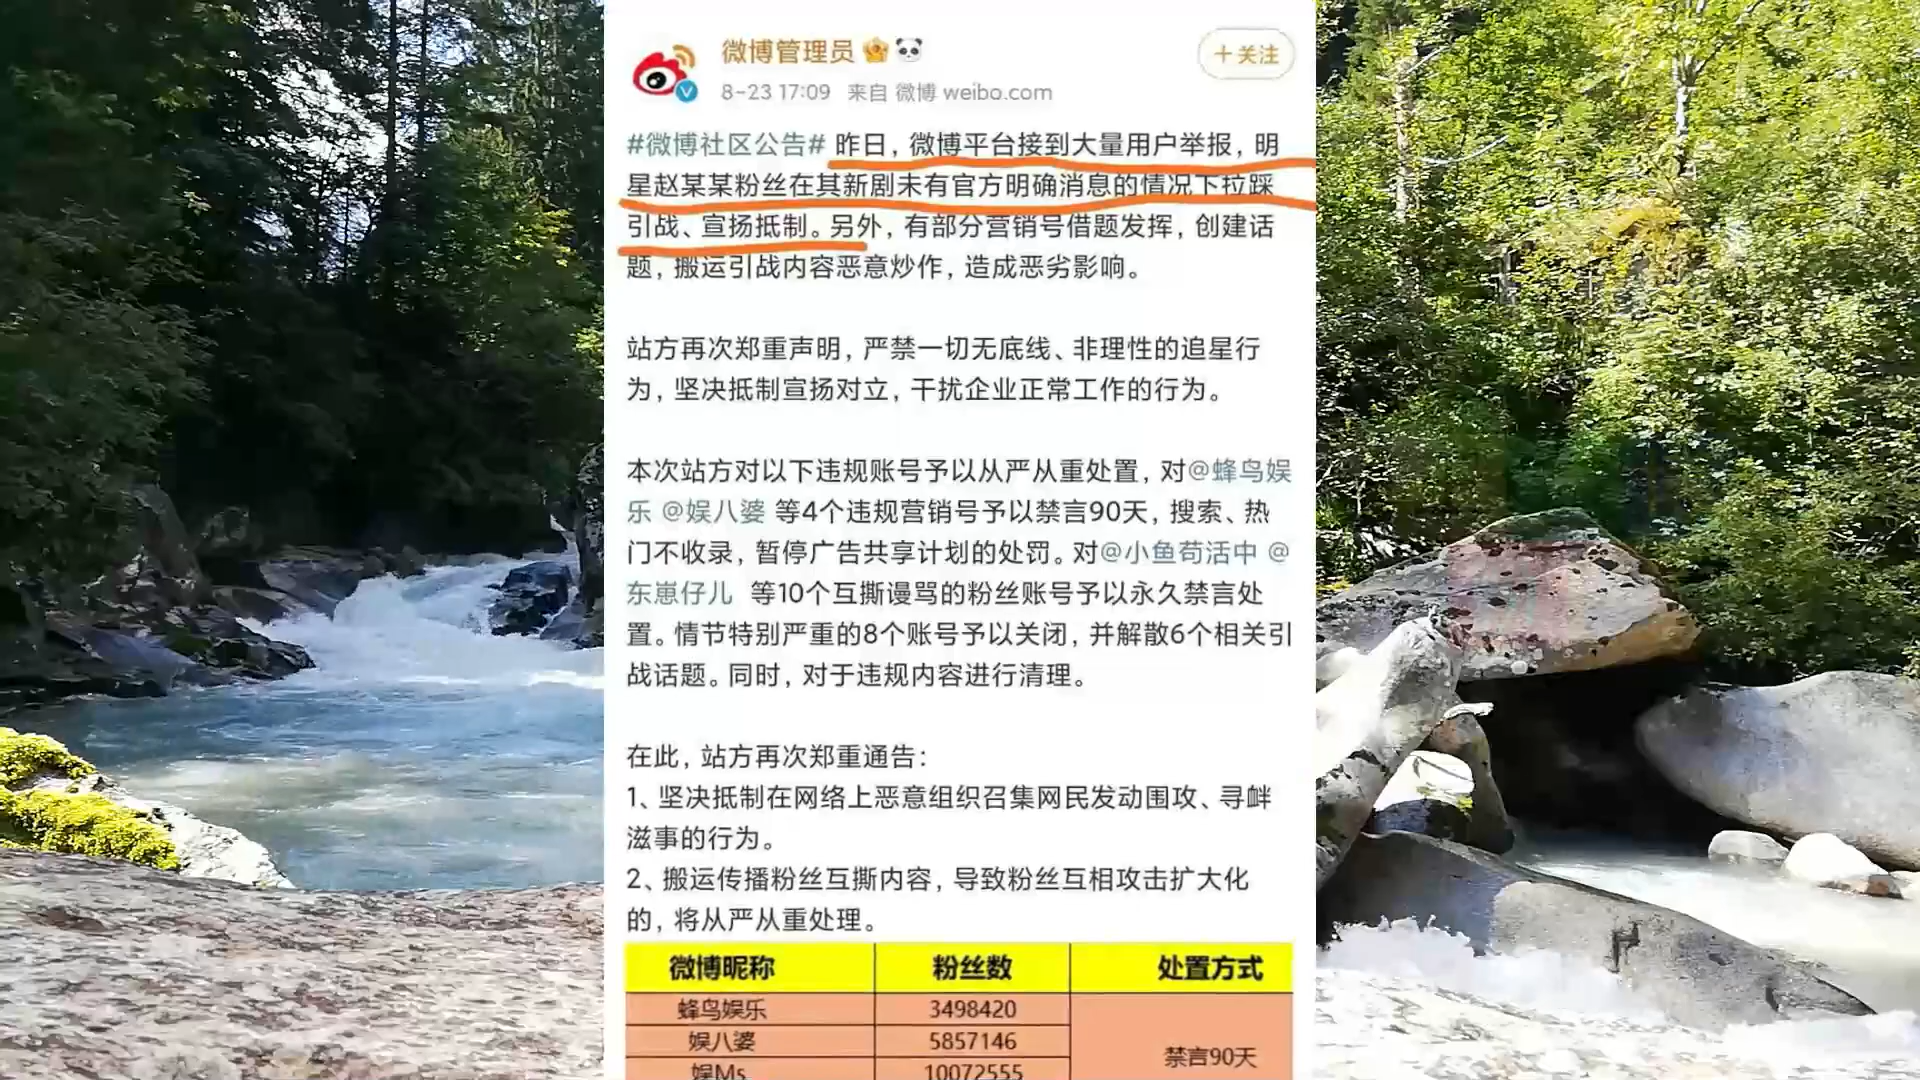 微博管理员
+关注
8-23 17:09 来自 微博 weibo.com
#微博社区公告# 昨日，微博平台接到大量用户举报，明
星赵某某粉丝在其新剧未有官方明确消息的情况下拉踩
引战、宣扬抵制。另外，有部分营销号借题发挥，创建话
题，搬运引战内容恶意炒作，造成恶劣影响。
站方再次郑重声明，严禁一切无底线、非理性的追星行
为，坚决抵制宣扬对立，干扰企业正常工作的行为。
本次站方对以下违规账号予以从严从重处置，对@蜂鸟娱
乐 @娱八婆 等4个违规营销号予以禁言90天，搜索、热
门不收录，暂停广告共享计划的处罚。对@小鱼苟活中 @
东崽仔儿 等10个互撕谩骂的粉丝账号予以永久禁言处
置。情节特别严重的8个账号予以关闭，并解散6个相关引
战话题。同时，对于违规内容进行清理。
在此，站方再次郑重通告：
1、坚决抵制在网络上恶意组织召集网民发动围攻、寻衅
滋事的行为。
2、搬运传播粉丝互撕内容，导致粉丝互相攻击扩大化
的，将从严从重处理。
微博昵称 粉丝数 处置方式
蜂鸟娱乐 3498420
娱八婆 5857146
禁言90天
娱Ms 10072555